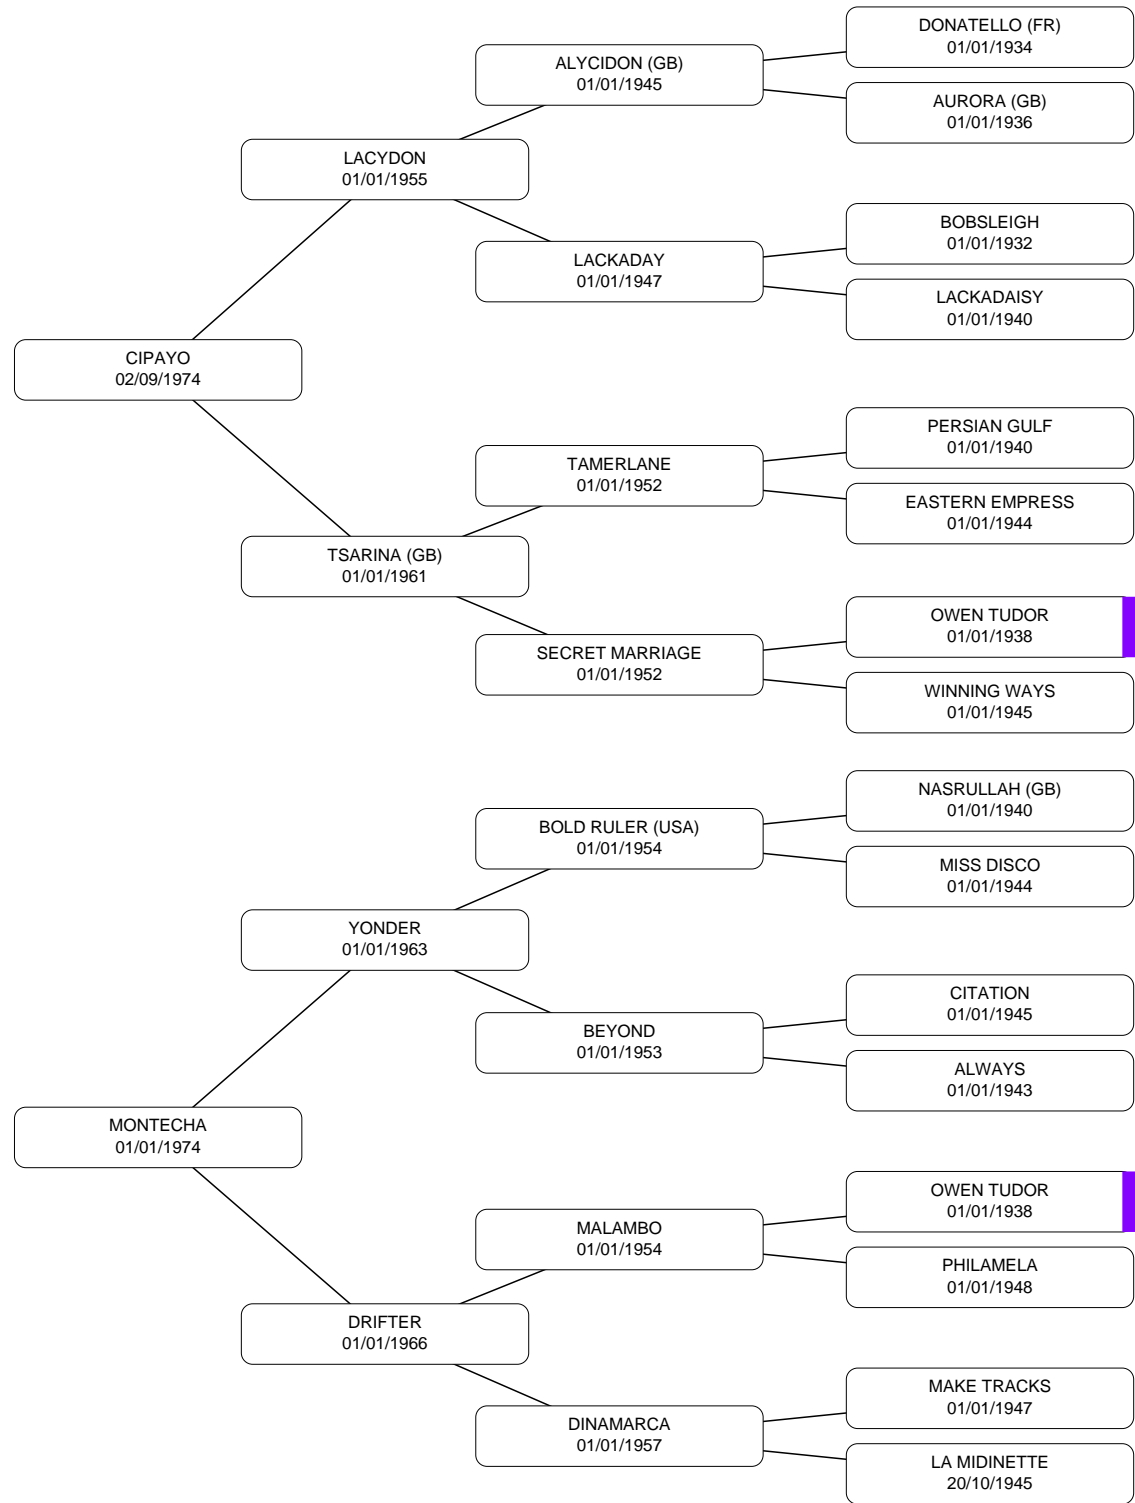 DONATELLO (FR)
01/01/1934
ALYCIDON (GB)
01/01/1945
AURORA (GB)
01/01/1936
LACYDON
01/01/1955
BOBSLEIGH
01/01/1932
LACKADAY
01/01/1947
LACKADAISY
01/01/1940
CIPAYO
02/09/1974
PERSIAN GULF
01/01/1940
TAMERLANE
01/01/1952
EASTERN EMPRESS
01/01/1944
TSARINA (GB)
01/01/1961
OWEN TUDOR
01/01/1938
SECRET MARRIAGE
01/01/1952
WINNING WAYS
01/01/1945
NASRULLAH (GB)
01/01/1940
BOLD RULER (USA)
01/01/1954
MISS DISCO
01/01/1944
YONDER
01/01/1963
CITATION
01/01/1945
BEYOND
01/01/1953
ALWAYS
01/01/1943
MONTECHA
01/01/1974
OWEN TUDOR
01/01/1938
MALAMBO
01/01/1954
PHILAMELA
01/01/1948
DRIFTER
01/01/1966
MAKE TRACKS
01/01/1947
DINAMARCA
01/01/1957
LA MIDINETTE
20/10/1945